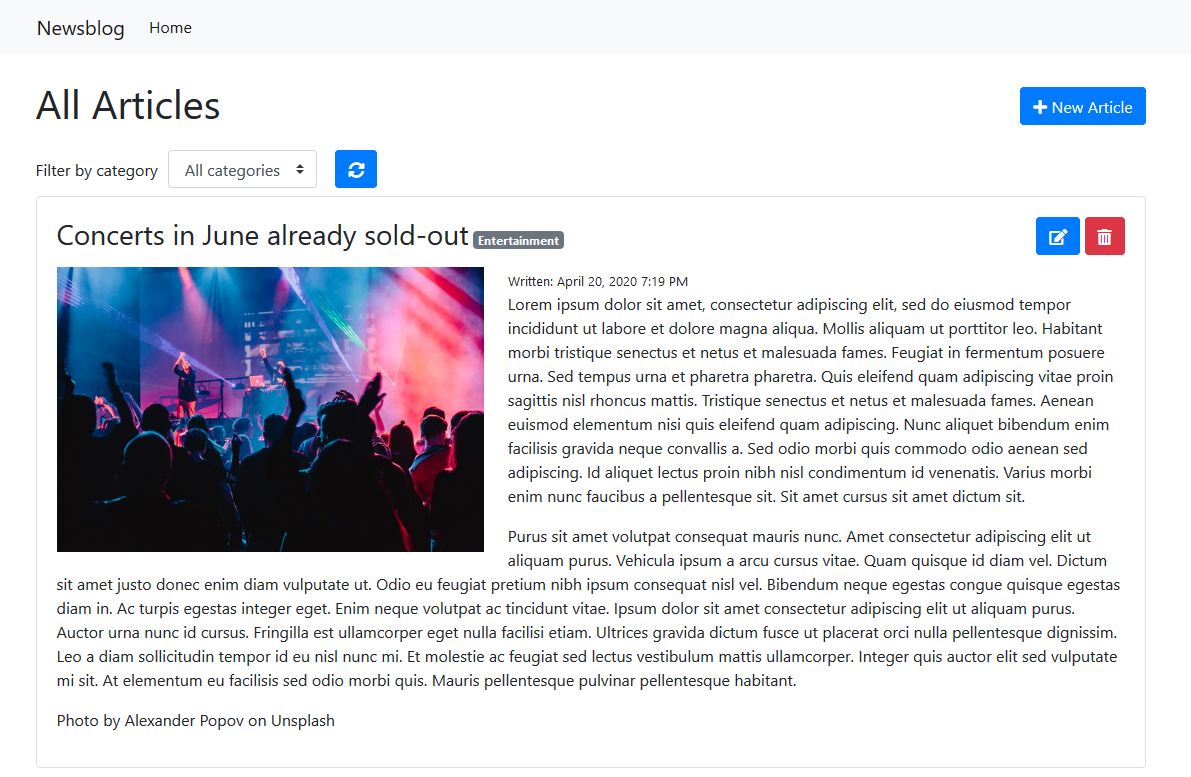 Newsblog Home
All Articles
New Article
Filter by category All categories
Concerts in June already sold-out Entertainment
Written: April 20, 2020 7:19 PM
Lorem ipsum dolor sit amet, consectetur adipiscing elit, sed do eiusmod tempor
incididunt ut labore et dolore magna aliqua. Mollis aliquam ut porttitor leo. Habitant
morbi tristique senectus et netus et malesuada fames. Feugiat in fermentum posuere
urna. Sed tempus urna et pharetra pharetra. Quis eleifend quam adipiscing vitae proin
sagittis nisl rhoncus mattis. Tristique senectus et netus et malesuada fames. Aenean
euismod elementum nisi quis eleifend quam adipiscing. Nunc aliquet bibendum enim
facilisis gravida neque convallis a. Sed odio morbi quis commodo odio aenean sed
adipiscing. Id aliquet lectus proin nibh nisl condimentum id venenatis. Varius morbi
enim nunc faucibus a pellentesque sit. Sit amet cursus sit amet dictum sit.
Purus sit amet volutpat consequat mauris nunc. Amet consectetur adipiscing elit ut
aliquam purus. Vehicula ipsum a arcu cursus vitae. Quam quisque id diam vel. Dictum
sit amet justo donec enim diam vulputate ut. Odio eu feugiat pretium nibh ipsum consequat nisl vel. Bibendum neque egestas congue quisque egestas
diam in. Ac turpis egestas integer eget. Enim neque volutpat ac tincidunt vitae. Ipsum dolor sit amet consectetur adipiscing elit ut aliquam purus.
Auctor urna nunc id cursus. Fringilla est ullamcorper eget nulla facilisi etiam. Ultrices gravida dictum fusce ut placerat orci nulla pellentesque dignissim.
Leo a diam sollicitudin tempor id eu nisl nunc mi. Et molestie ac feugiat sed lectus vestibulum mattis ullamcorper. Integer quis auctor elit sed vulputate
mi sit. At elementum eu facilisis sed odio morbi quis. Mauris pellentesque pulvinar pellentesque habitant.
Photo by Alexander Popov on Unsplash